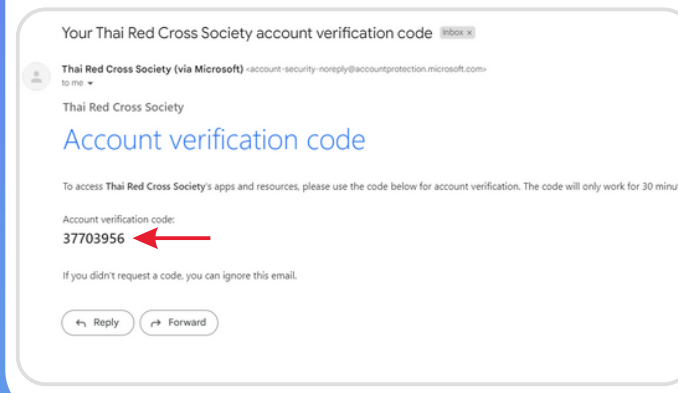 Your Thai Red Cross Society account verification code Inbox ×
Thai Red Cross Society (via Microsoft) <account-security-noreply@accountprotection.microsoft.com>
to me
Thai Red Cross Society
Account verification code
To access Thai Red Cross Society's apps and resources, please use the code below for account verification. The code will only work for 30
Account verification code:
37703956
If you didn't request a code, you can ignore this email.
Reply Forward